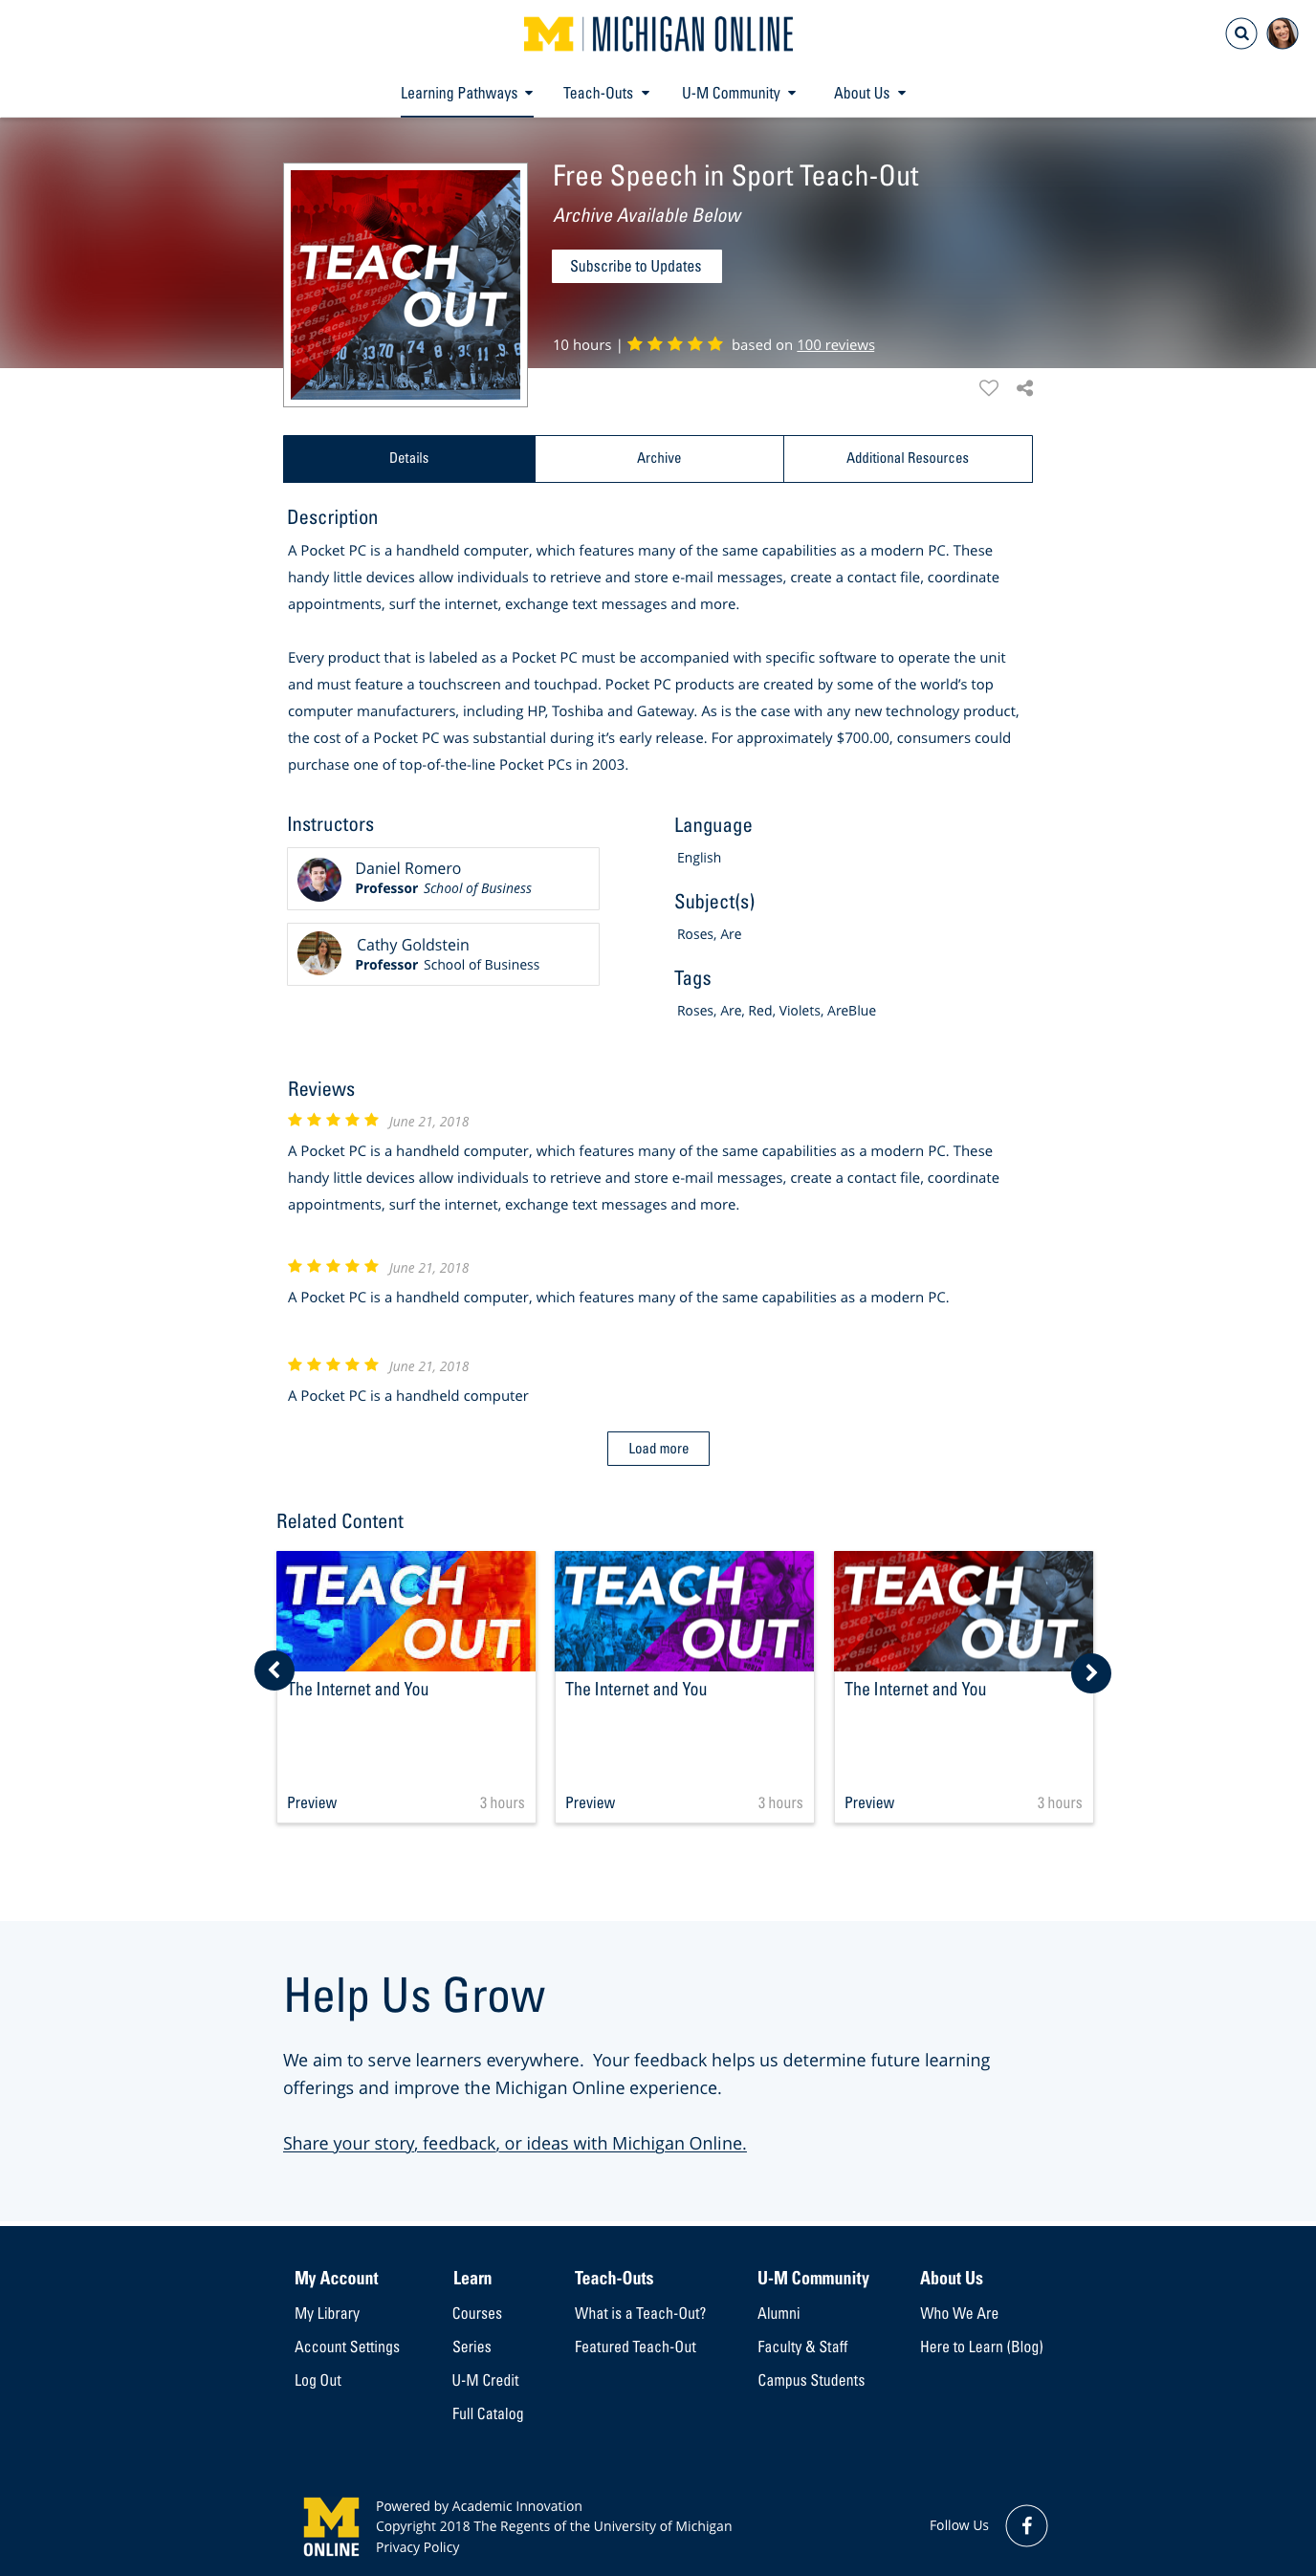 M MICHIGAN ONLINE
Learning Pathways Teach-Outs U-M Community About Us
TEACH
OUT
Free Speech in Sport Teach-Out
Archive Available Below
Subscribe to Updates
10 hours | based on 100 reviews
Details Archive Additional Resources
Description
A Pocket PC is a handheld computer, which features many of the same capabilities as a modern PC. These
handy little devices allow individuals to retrieve and store e-mail messages, create a contact file, coordinate
appointments, surf the internet, exchange text messages and more.
Every product that is labeled as a Pocket PC must be accompanied with specific software to operate the unit
and must feature a touchscreen and touchpad. Pocket PC products are created by some of the world’s top
computer manufacturers, including HP, Toshiba and Gateway. As is the case with any new technology product,
the cost of a Pocket PC was substantial during it’s early release. For approximately $700.00, consumers could
purchase one of top-of-the-line Pocket PCs in 2003.
Instructors
Daniel Romero
Professor School of Business
Cathy Goldstein
Professor School of Business
Language
English
Subject(s)
Roses, Are
Tags
Roses, Are, Red, Violets, AreBlue
Reviews
June 21, 2018
A Pocket PC is a handheld computer, which features many of the same capabilities as a modern PC. These
handy little devices allow individuals to retrieve and store e-mail messages, create a contact file, coordinate
appointments, surf the internet, exchange text messages and more.
June 21, 2018
A Pocket PC is a handheld computer, which features many of the same capabilities as a modern PC.
June 21, 2018
A Pocket PC is a handheld computer
Load more
Related Content
TEACH
OUT
The Internet and You
Preview 3 hours
TEACH
OUT
The Internet and You
Preview 3 hours
TEACH
OUT
The Internet and You
Preview 3 hours
Help Us Grow
We aim to serve learners everywhere.  Your feedback helps us determine future learning
offerings and improve the Michigan Online experience.
Share your story, feedback, or ideas with Michigan Online.
My Account
My Library
Account Settings
Log Out
Learn
Courses
Series
U-M Credit
Full Catalog
Teach-Outs
What is a Teach-Out?
Featured Teach-Out
U-M Community
Alumni
Faculty & Staff
Campus Students
About Us
Who We Are
Here to Learn (Blog)
M
ONLINE
Powered by Academic Innovation
Copyright 2018 The Regents of the University of Michigan
Privacy Policy
Follow Us